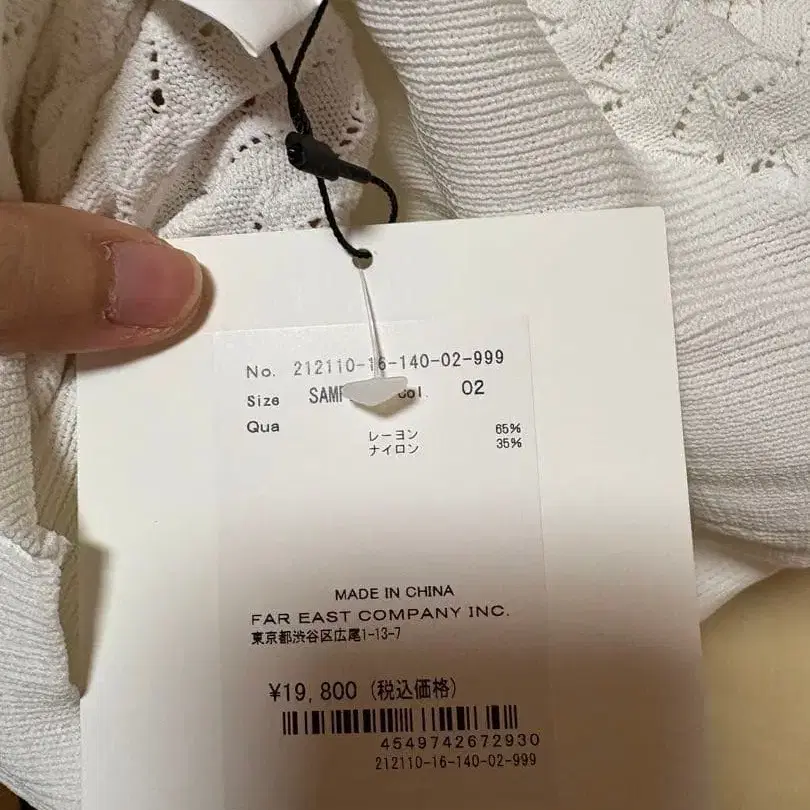 No. 212110-16-140-02-999
Size Col. 02
Qua
レーヨン 65%
ナイロン 35%
MADE IN CHINA
FAR EAST COMPANY INC.
東京都渋谷区広尾1-13-7
¥19,800 (税込価格)
4549742672930
212110-16-140-02-999